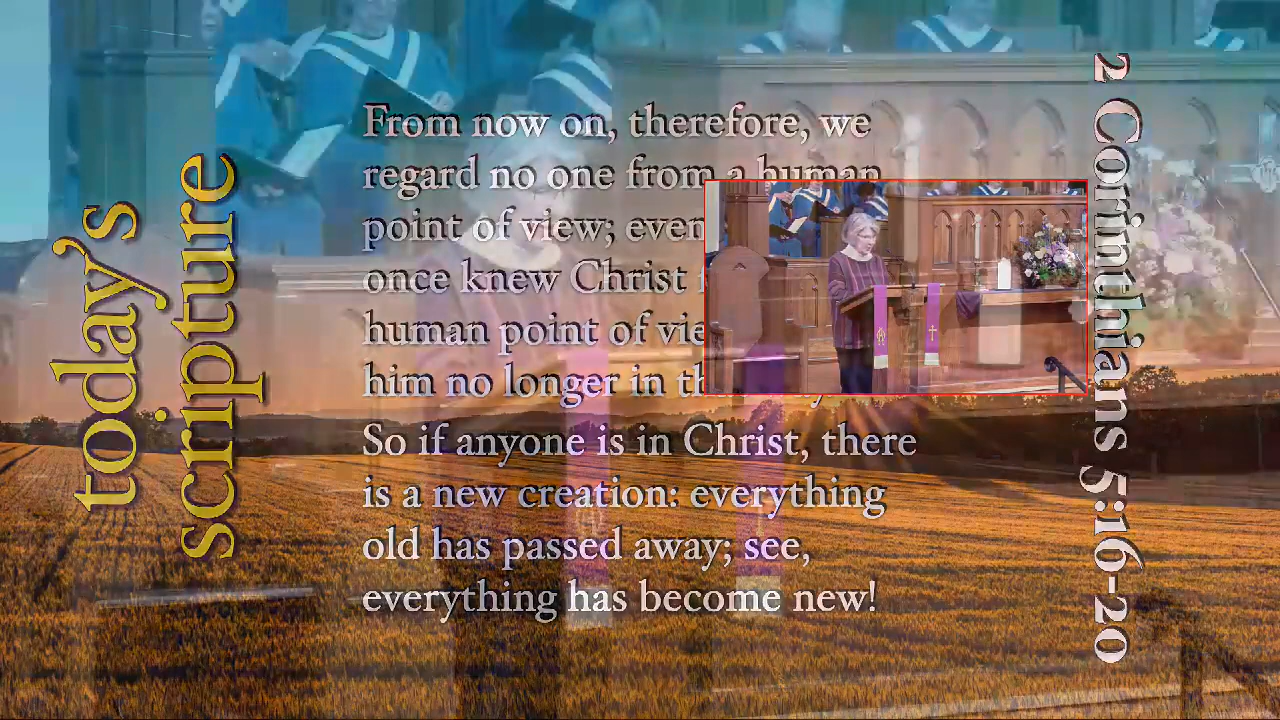 today's
scripture
From now on, therefore, we
regard no one from a human
point of view; even
once knew Christ
human point of vie
him no longer in th
So if anyone is in Christ, there
is a new creation: everything
old has passed away; see,
everything has become new!
2 Corinthians 5:16-20